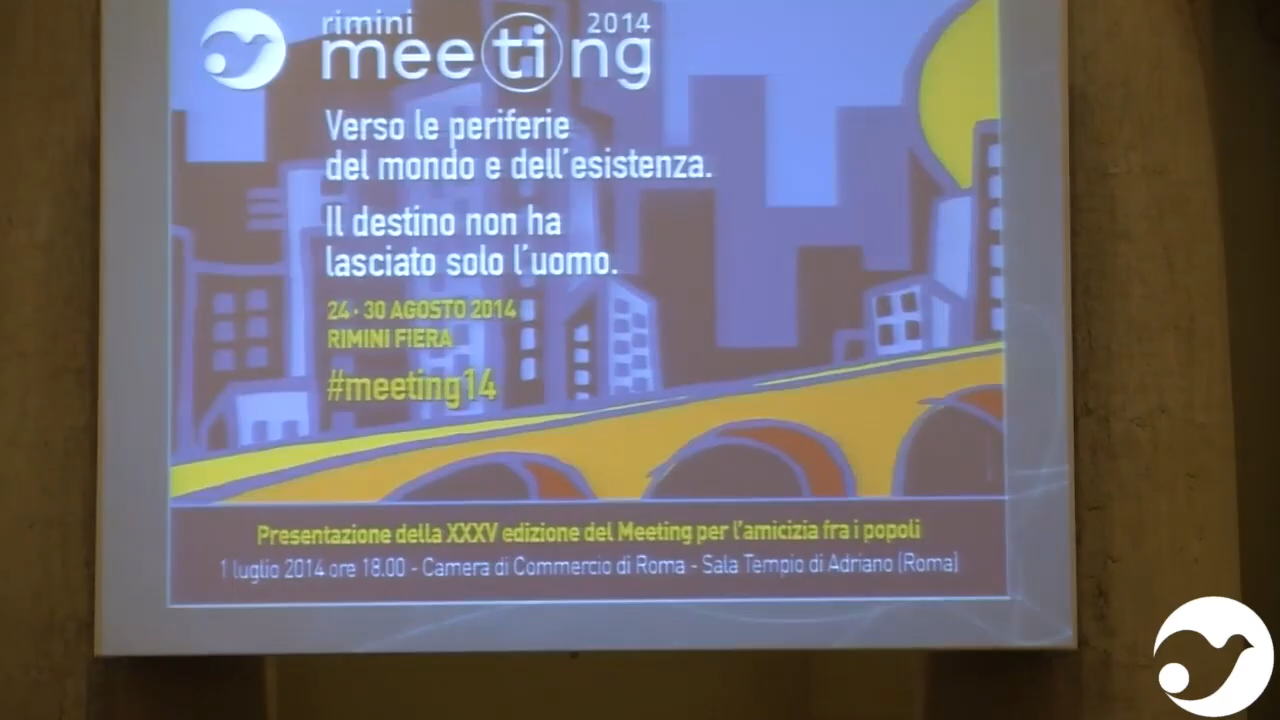 rimini 2014
meeting
Verso le periferie
del mondo e dell'esistenza.
Il destino non ha
lasciato solo l'uomo.
24 · 30 AGOSTO 2014
RIMINI FIERA
#meeting14
Presentazione della XXXV edizione del Meeting per l'amicizia fra i popoli
1 luglio 2014 ore 18.00 - Camera di Commercio di Roma - Sala Tempio di Adriano (Roma)